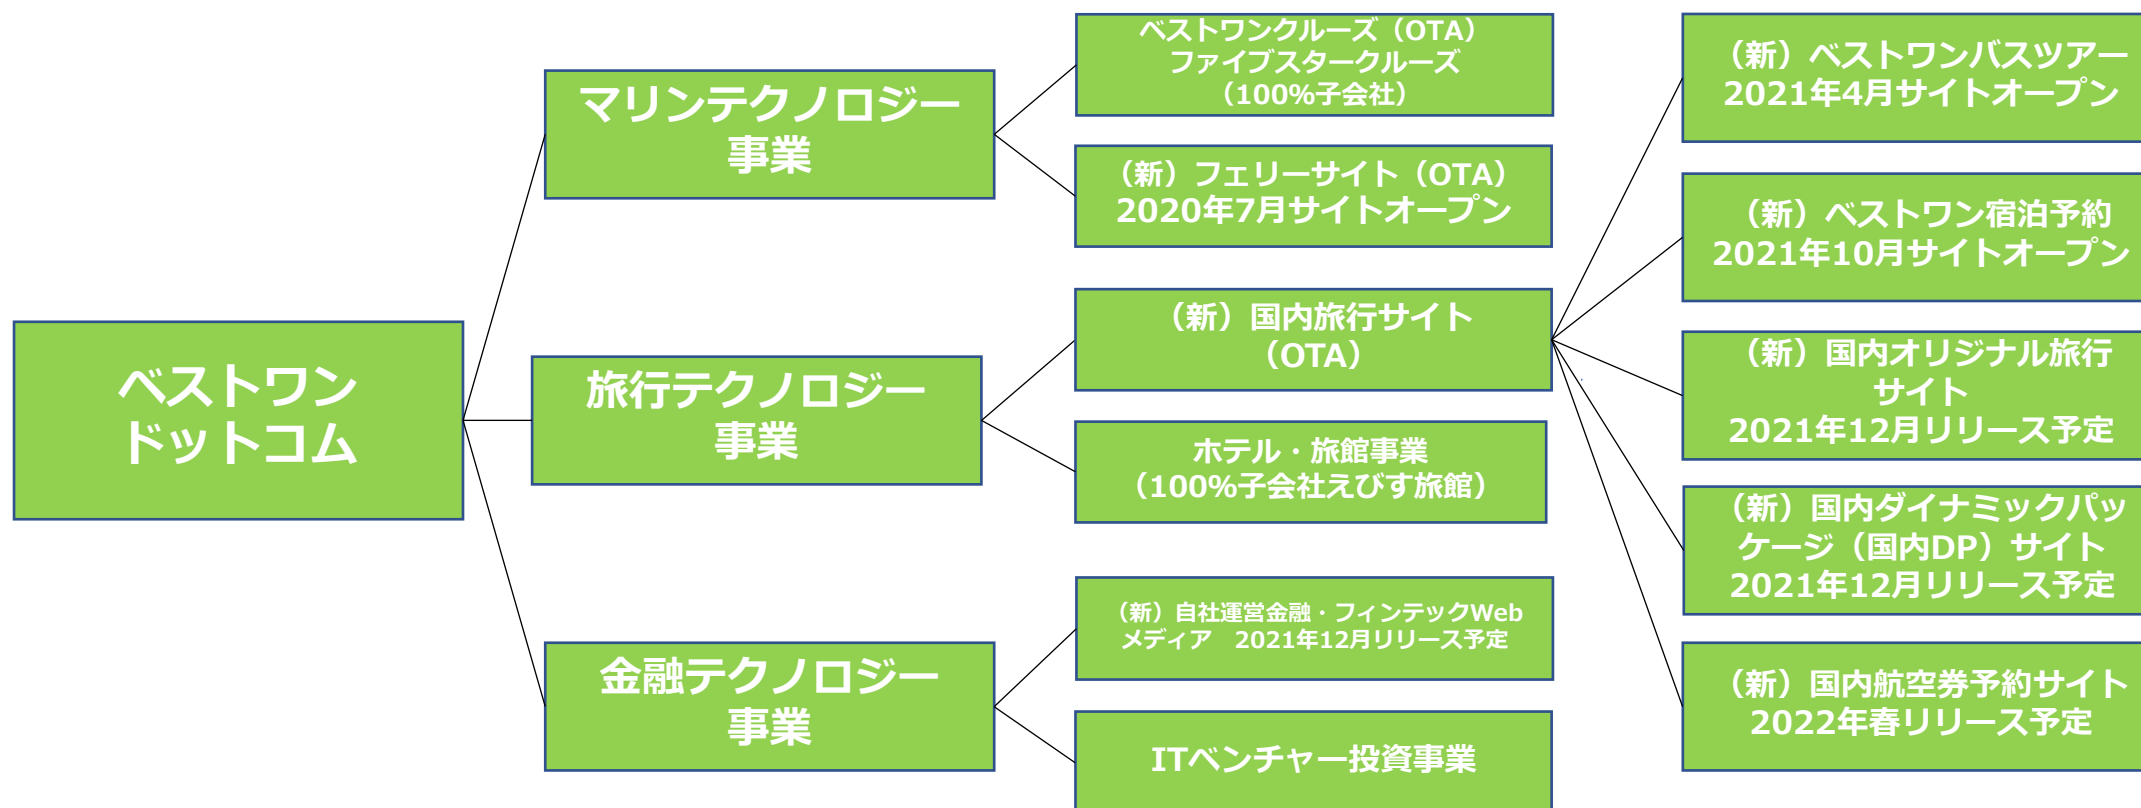 ベストワン
ドットコム
マリンテクノロジー
事業
旅行テクノロジー
事業
金融テクノロジー
事業
ベストワンクルーズ（OTA）
ファイブスタークルーズ
（100%子会社）
（新）フェリーサイト（OTA）
2020年7月サイトオープン
（新）国内旅行サイト
（OTA）
ホテル・旅館事業
（100%子会社えびす旅館）
（新）自社運営金融・フィンテックWeb
メディア　2021年12月リリース予定
ITベンチャー投資事業
（新）ベストワンバスツアー
2021年4月サイトオープン
（新）ベストワン宿泊予約
2021年10月サイトオープン
（新）国内オリジナル旅行
サイト
2021年12月リリース予定
（新）国内ダイナミックパッ
ケージ（国内DP）サイト
2021年12月リリース予定
（新）国内航空券予約サイト
2022年春リリース予定